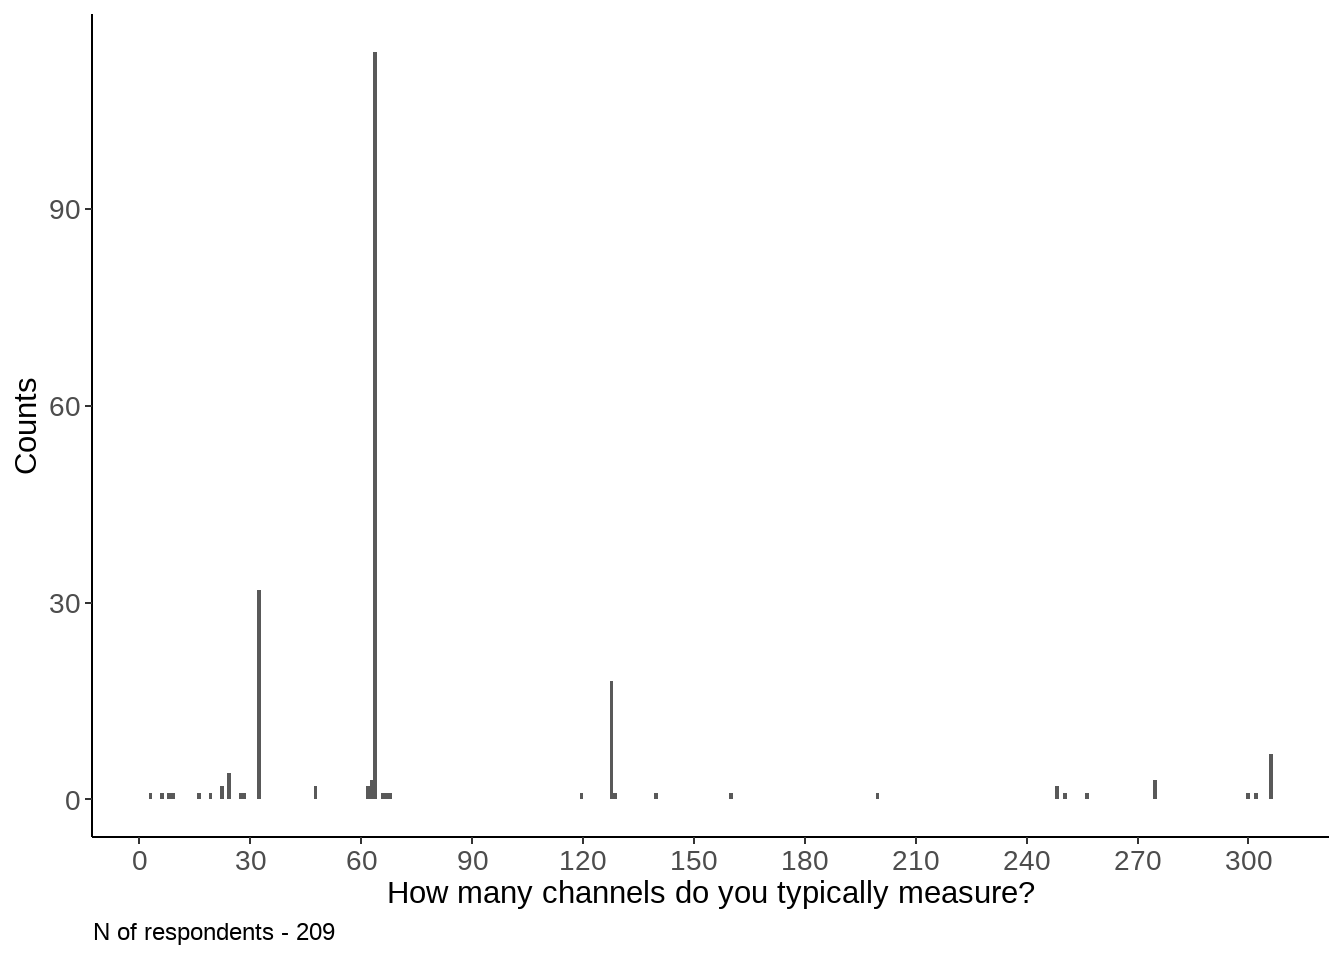 90
60
30
0
Counts
0 30 60 90 120 150 180 210 240 270 300
How many channels do you typically measure?
N of respondents - 209